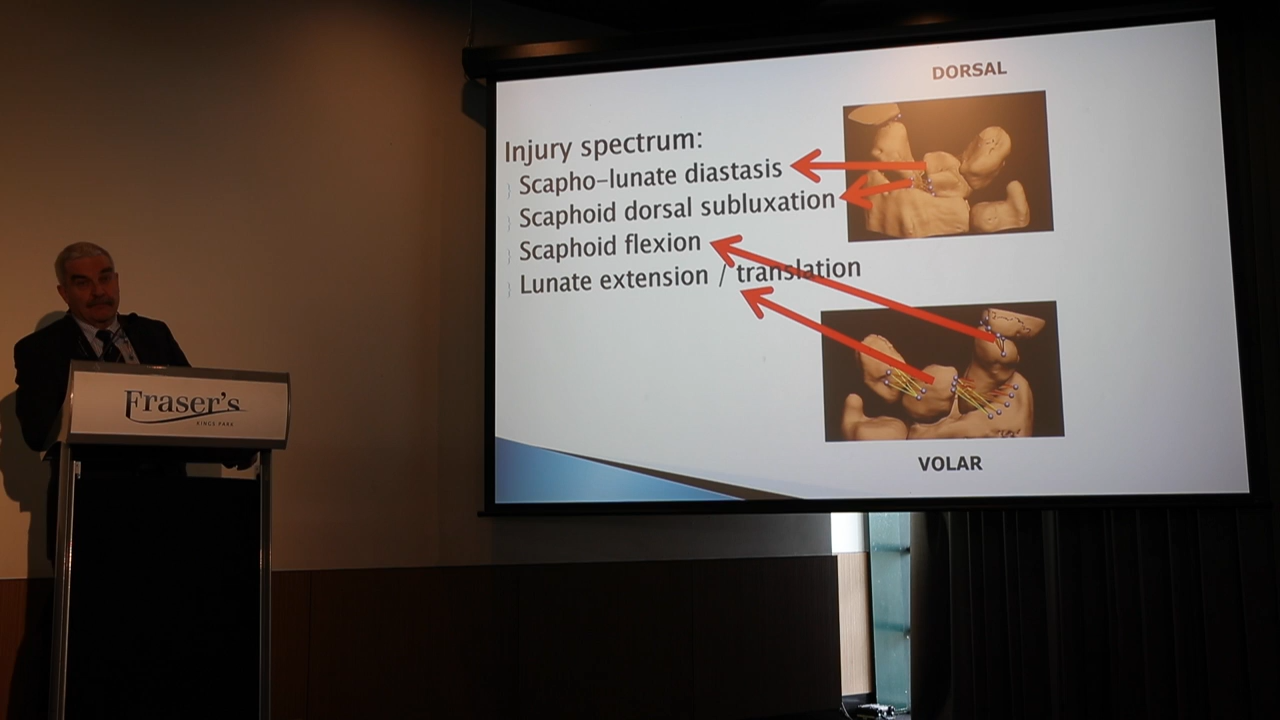 DORSAL
Injury spectrum:
Scapho-lunate diastasis
Scaphoid dorsal subluxation
Scaphoid flexion
Lunate extension / translation
VOLAR
Fraser's
KINGS PARK